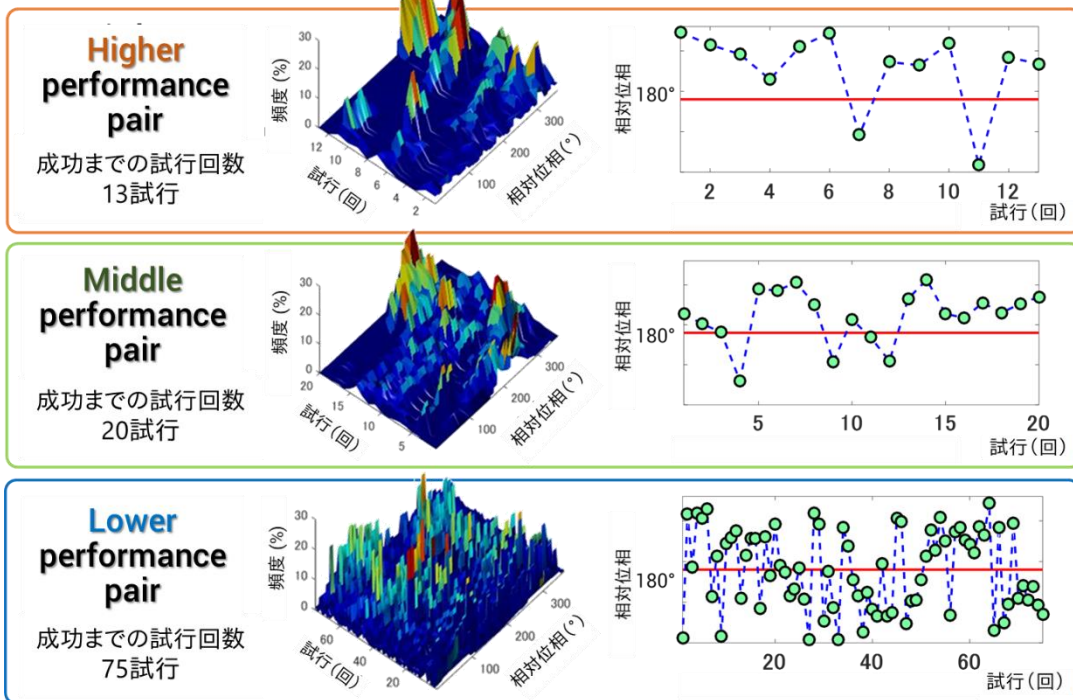 Higher
performance
pair
成功までの試行回数
13試行
頻度 (%)
30
20
10
0
12
10
8
6
4
2
試行(回)
100
200
300
相対位相(°)
相対位相
180°
2
4
6
8
10
12
試行(回)
Middle
performance
pair
成功までの試行回数
20試行
頻度 (%)
30
20
10
0
20
15
10
5
試行(回)
100
200
300
相対位相(°)
相対位相
180°
5
10
15
20
試行(回)
Lower
performance
pair
成功までの試行回数
75試行
頻度 (%)
30
20
10
0
60
40
20
試行(回)
100
200
300
相対位相(°)
相対位相
180°
20
40
60
試行(回)